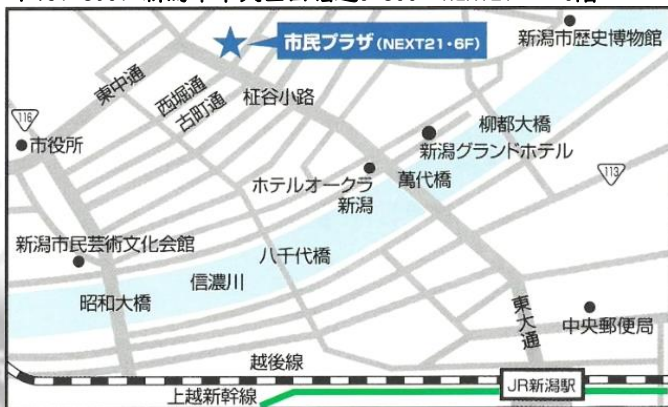 市民プラザ(NEXT21・6F)
新潟市歴史博物館
東中通
西堀通
古町通
柾谷小路
116
市役所
柳都大橋
新潟グランドホテル
113
ホテルオークラ
新潟
萬代橋
新潟市民芸術文化会館
八千代橋
信濃川
昭和大橋
東大通
中央郵便局
越後線
JR新潟駅
上越新幹線